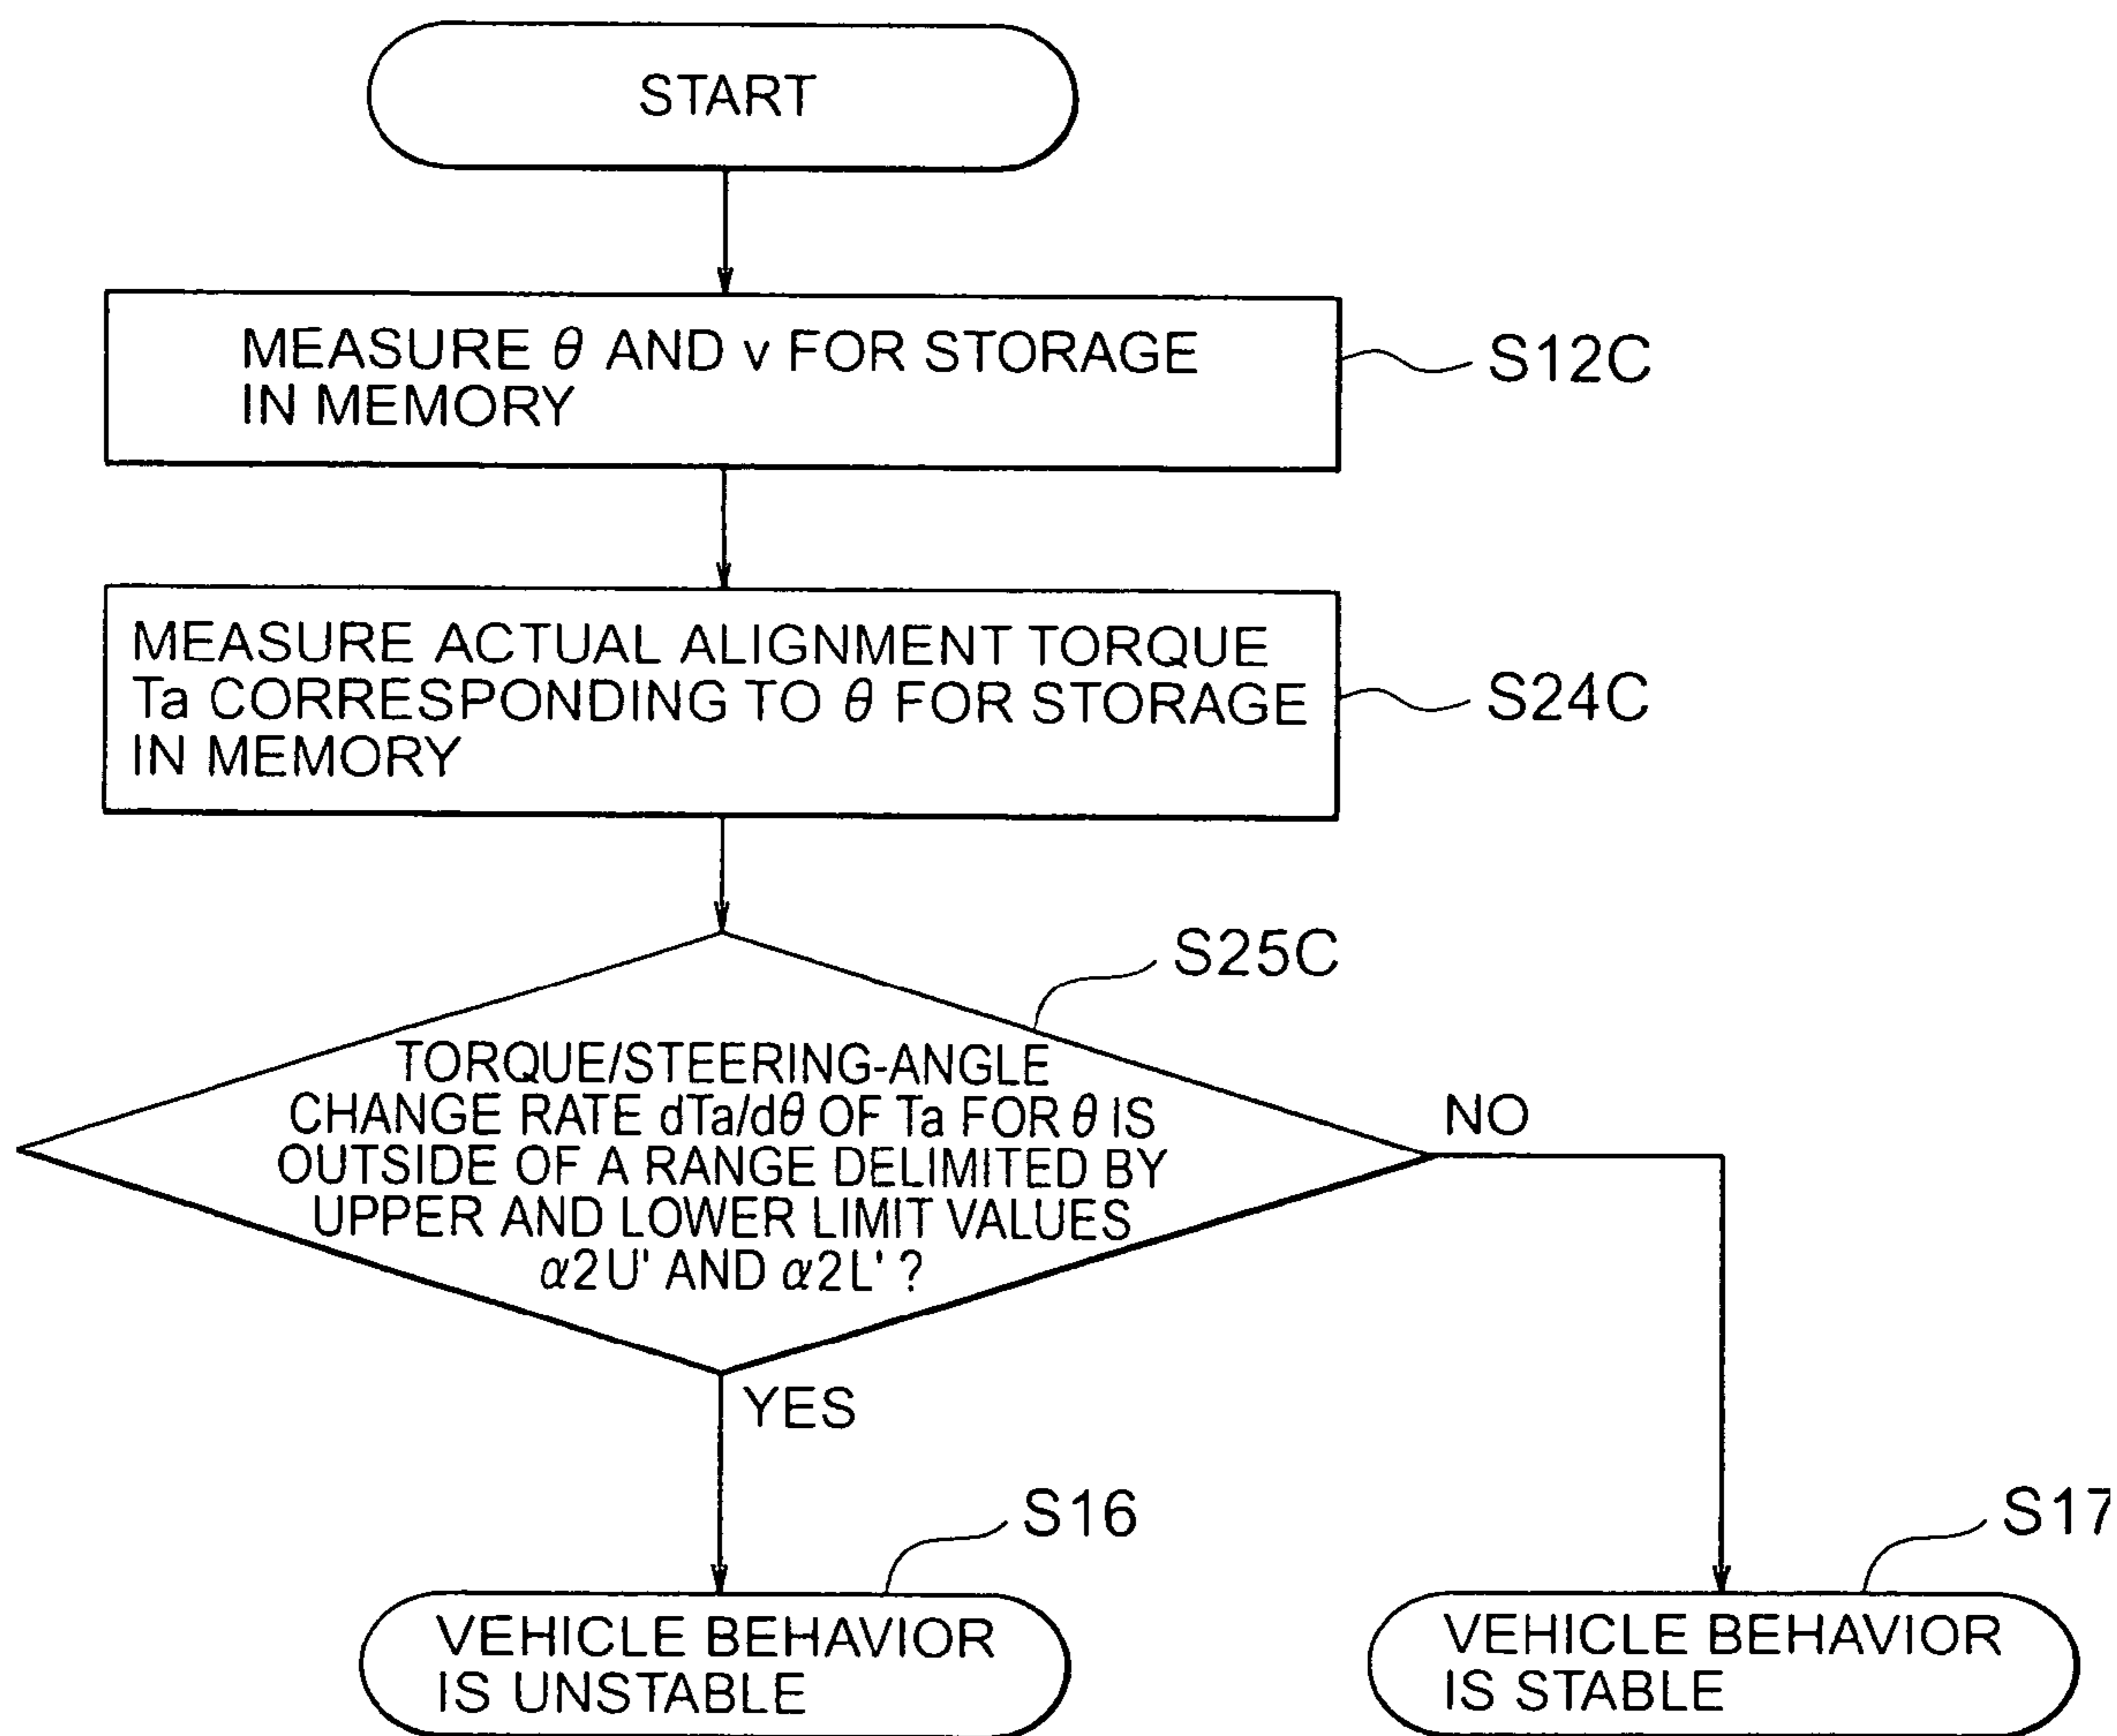 START
MEASURE θ AND v FOR STORAGE
IN MEMORY
S12C
MEASURE ACTUAL ALIGNMENT TORQUE
Ta CORRESPONDING TO θ FOR STORAGE
IN MEMORY
S24C
S25C
TORQUE/STEERING-ANGLE
CHANGE RATE dTa/dθ OF Ta FOR θ IS
OUTSIDE OF A RANGE DELIMITED BY
UPPER AND LOWER LIMIT VALUES
α2U' AND α2L' ?
NO
YES
S16
VEHICLE BEHAVIOR
IS UNSTABLE
S17
VEHICLE BEHAVIOR
IS STABLE